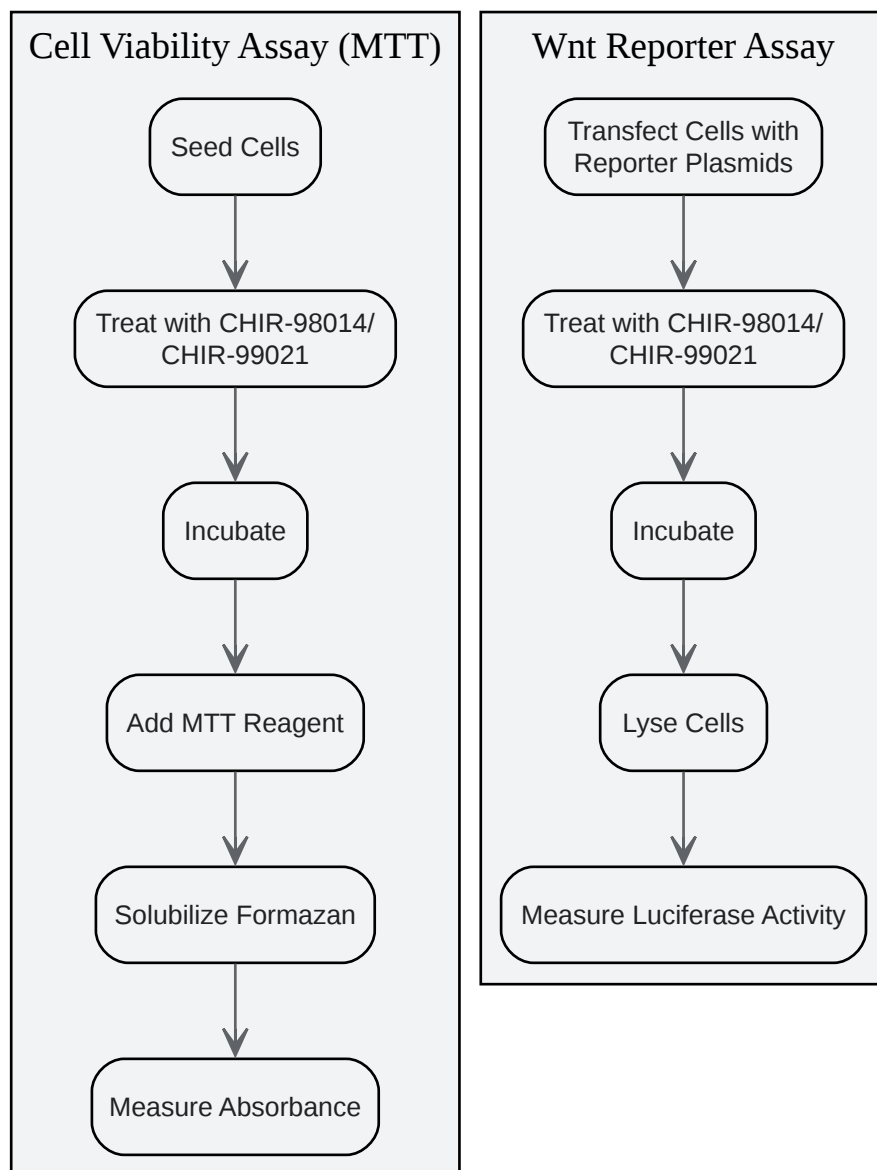 Cell Viability Assay (MTT)
Seed Cells
Treat with CHIR-98014/
CHIR-99021
Incubate
Add MTT Reagent
Solubilize Formazan
Measure Absorbance
Wnt Reporter Assay
Transfect Cells with
Reporter Plasmids
Treat with CHIR-98014/
CHIR-99021
Incubate
Lyse Cells
Measure Luciferase Activity